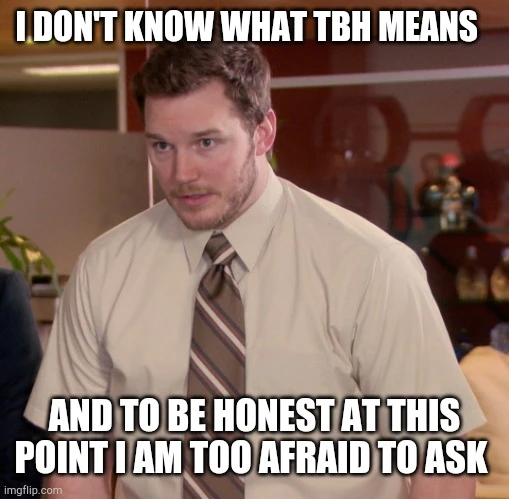 I DON'T KNOW WHAT TBH MEANS
AND TO BE HONEST AT THIS
POINT I AM TOO AFRAID TO ASK
imgflip.com